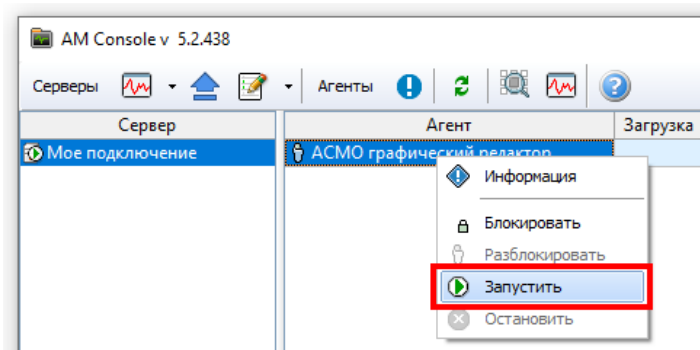 AM Console v 5.2.438
Серверы Агенты
Сервер Агент Загрузка
Мое подключение АСМО графический редактор
Информация
Блокировать
Разблокировать
Запустить
Остановить